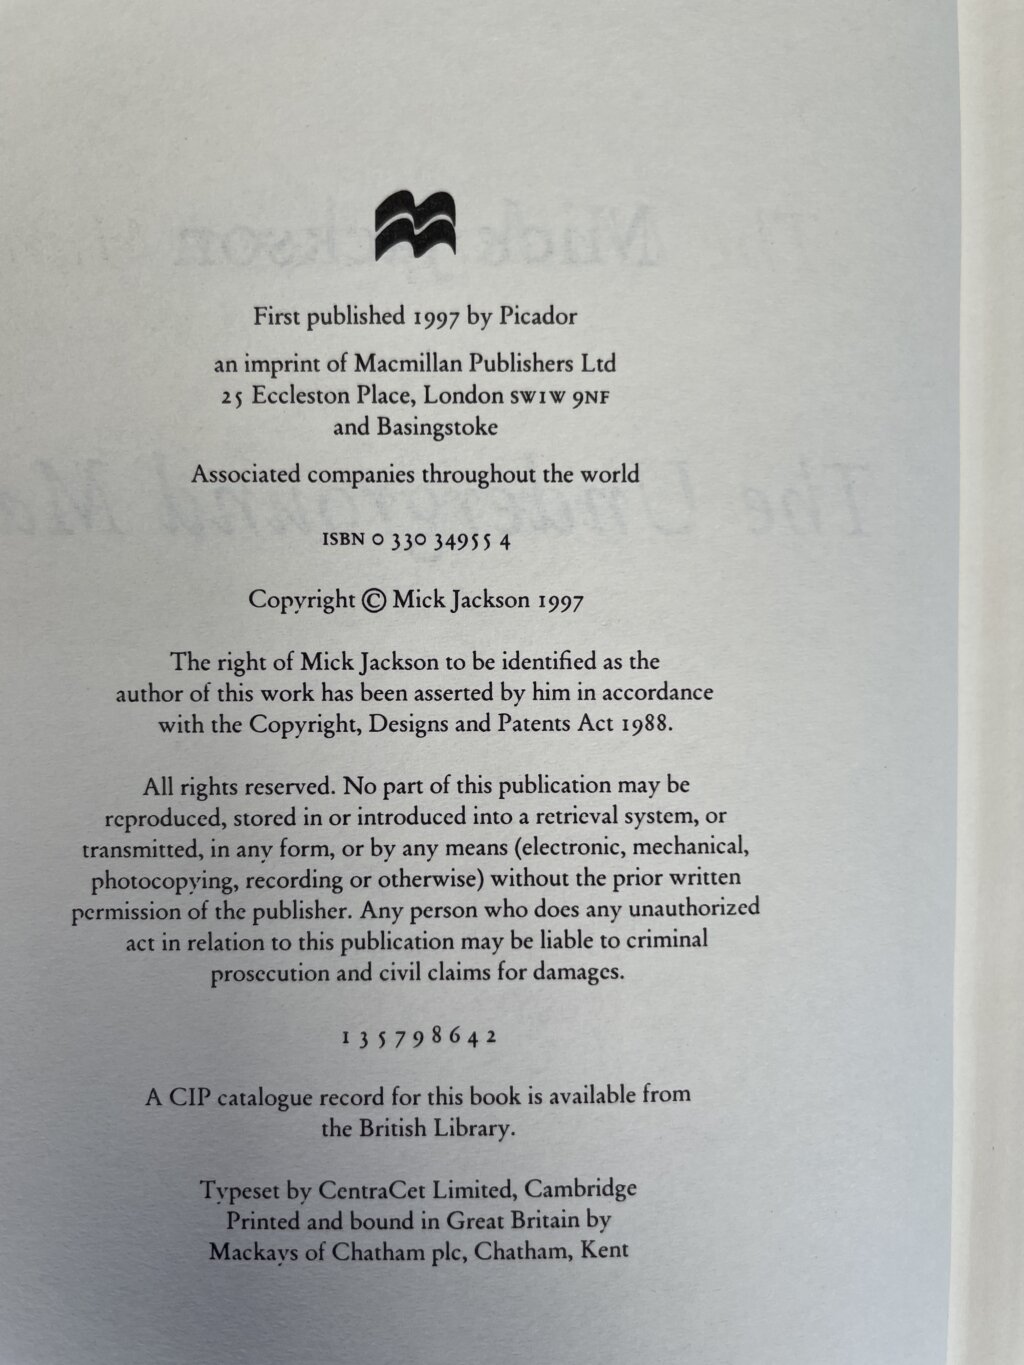 First published 1997 by Picador
an imprint of Macmillan Publishers Ltd
25 Eccleston Place, London SW1W 9NF
and Basingstoke
Associated companies throughout the world
ISBN 0 330 34955 4
Copyright © Mick Jackson 1997
The right of Mick Jackson to be identified as the
author of this work has been asserted by him in accordance
with the Copyright, Designs and Patents Act 1988.
All rights reserved. No part of this publication may be
reproduced, stored in or introduced into a retrieval system, or
transmitted, in any form, or by any means (electronic, mechanical,
photocopying, recording or otherwise) without the prior written
permission of the publisher. Any person who does any unauthorized
act in relation to this publication may be liable to criminal
prosecution and civil claims for damages.
1 3 5 7 9 8 6 4 2
A CIP catalogue record for this book is available from
the British Library.
Typeset by CentraCet Limited, Cambridge
Printed and bound in Great Britain by
Mackays of Chatham plc, Chatham, Kent